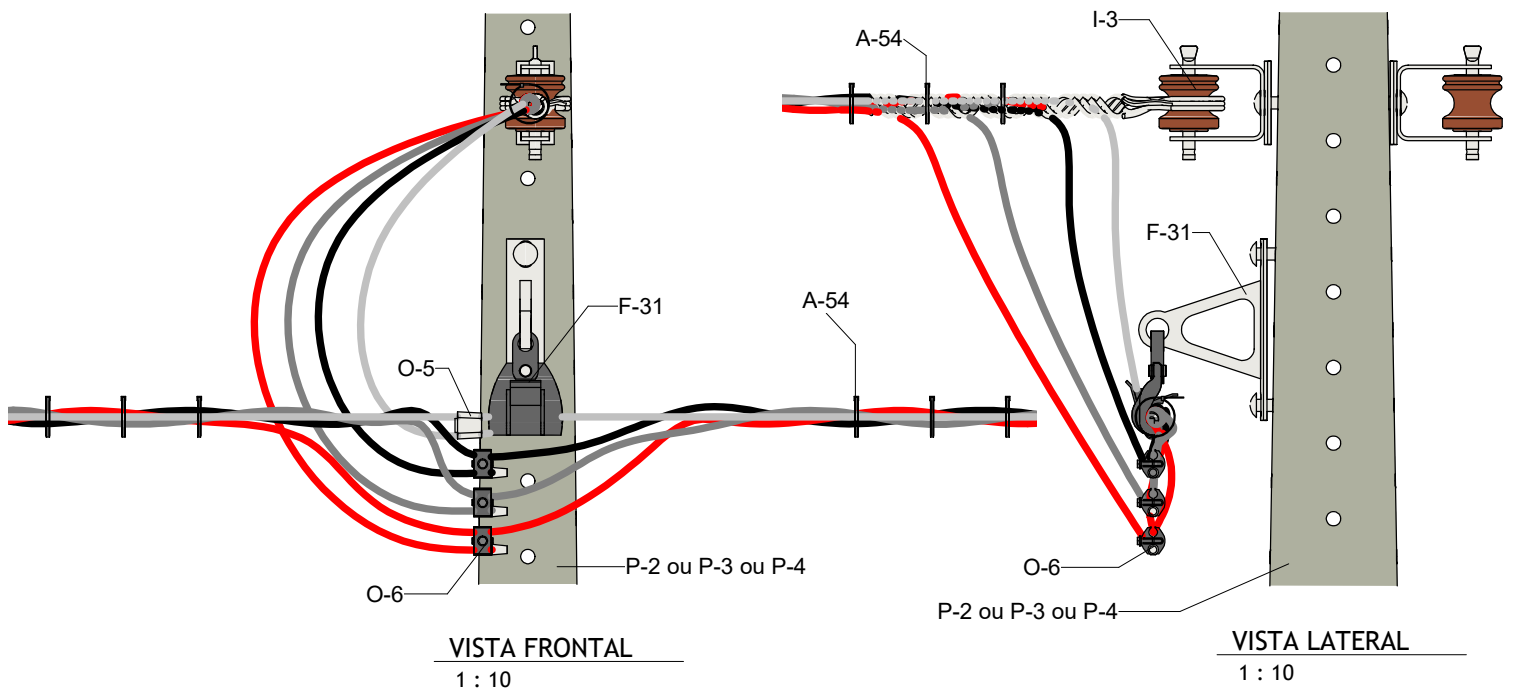 I-3
A-54
F-31
F-31
A-54
O-5
O-6
P-2 ou P-3 ou P-4
O-6
P-2 ou P-3 ou P-4
VISTA FRONTAL
1 : 10
VISTA LATERAL
1 : 10